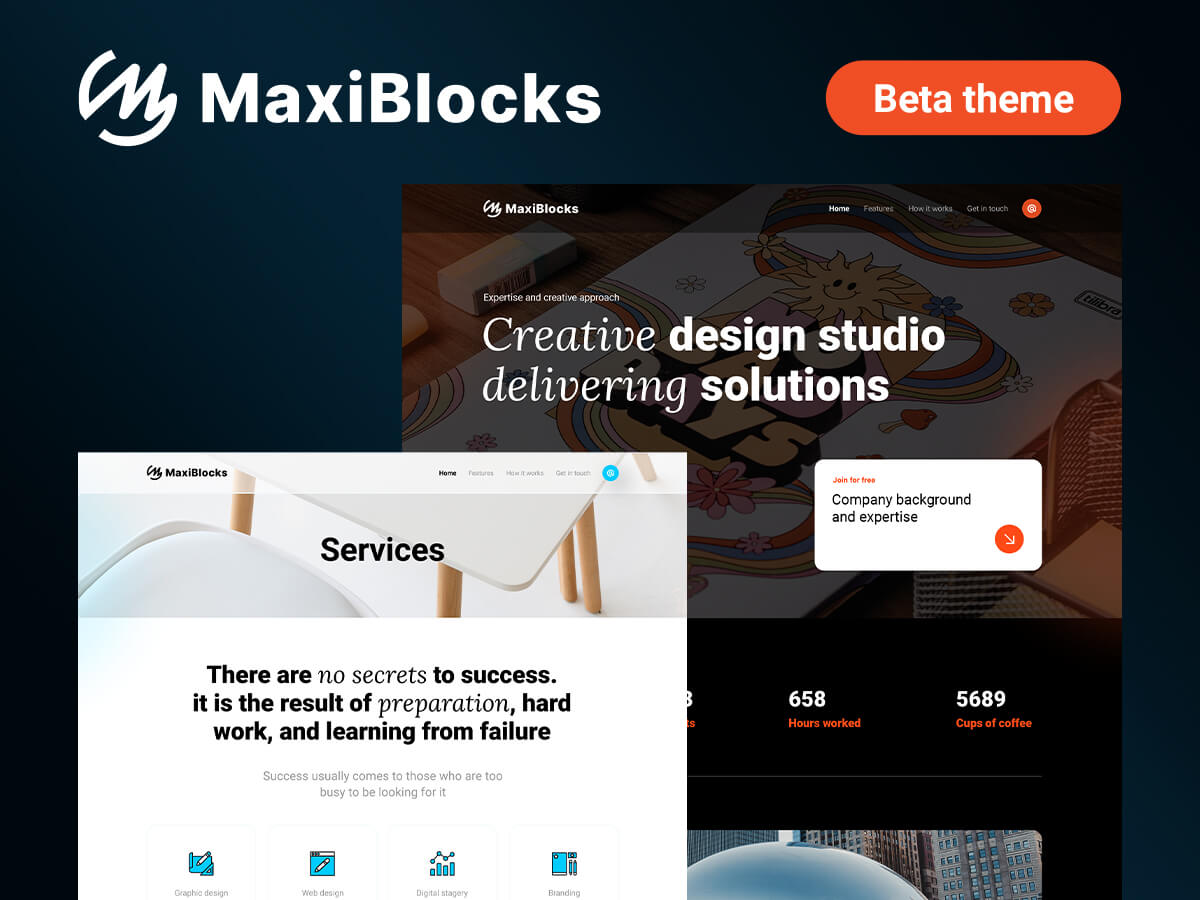 MaxiBlocks
Beta theme
MaxiBlocks
Home Features How it works Get in touch
Expertise and creative approach
Creative design studio
delivering solutions
tilibra
Join for free
Company background
and expertise
658
Hours worked
5689
Cups of coffee
MaxiBlocks
Home Features How it works Get in touch
Services
There are no secrets to success.
it is the result of preparation, hard
work, and learning from failure
Success usually comes to those who are too
busy to be looking for it
Graphic design
Web design
Digital stagery
Branding